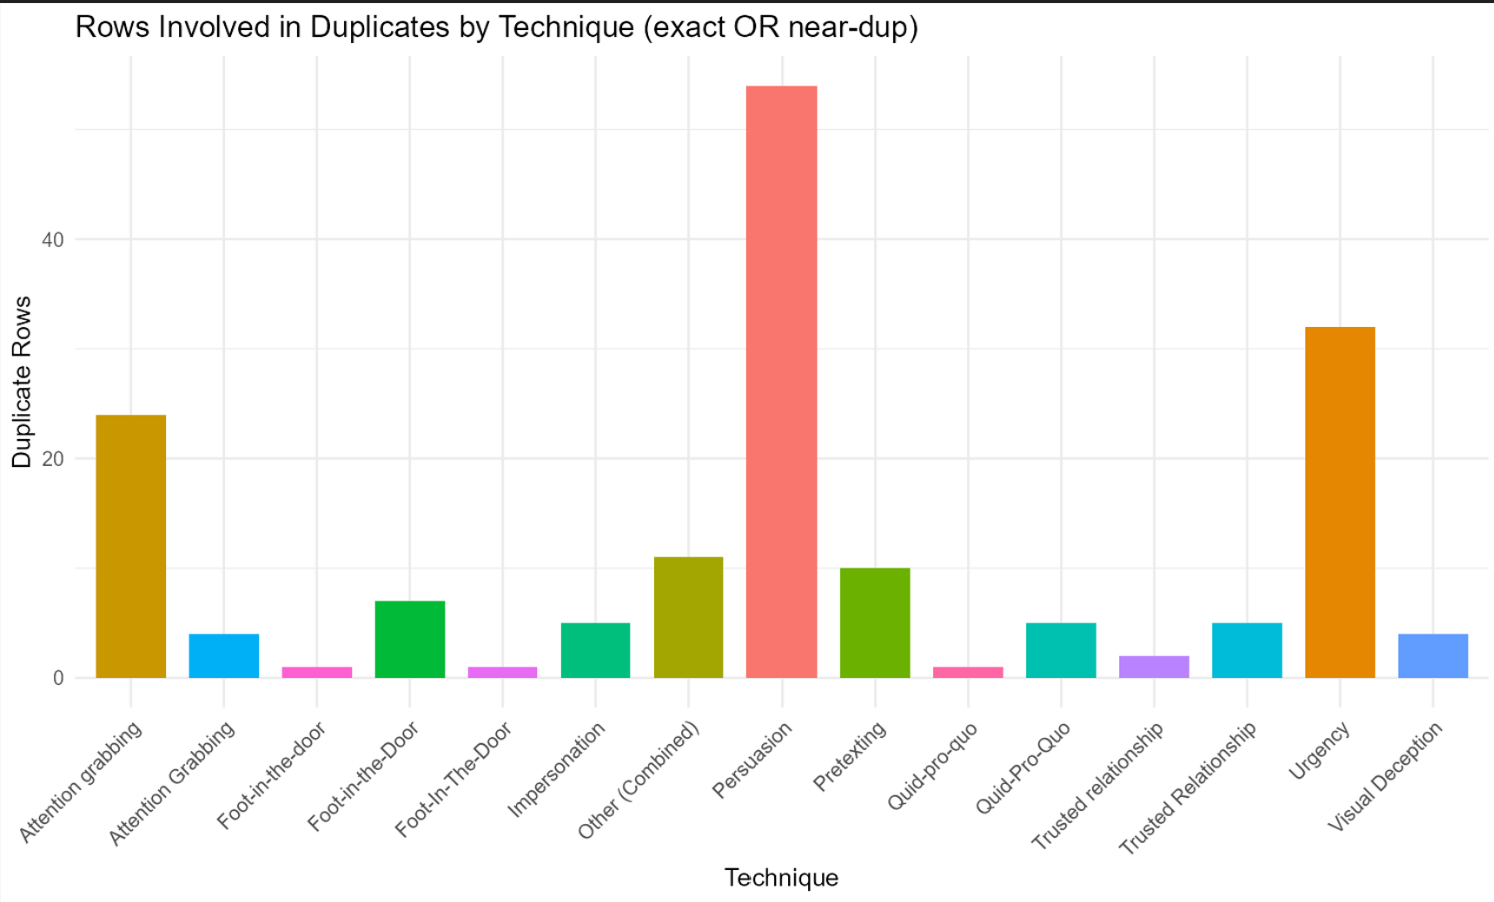 Rows Involved in Duplicates by Technique (exact OR near-dup)
Duplicate Rows
40
20
0
Attention grabbing
Attention Grabbing
Foot-in-the-door
Foot-in-the-Door
Foot-In-The-Door
Impersonation
Other (Combined)
Persuasion
Pretexting
Quid-pro-quo
Quid-Pro-Quo
Trusted relationship
Trusted Relationship
Urgency
Visual Deception
Technique